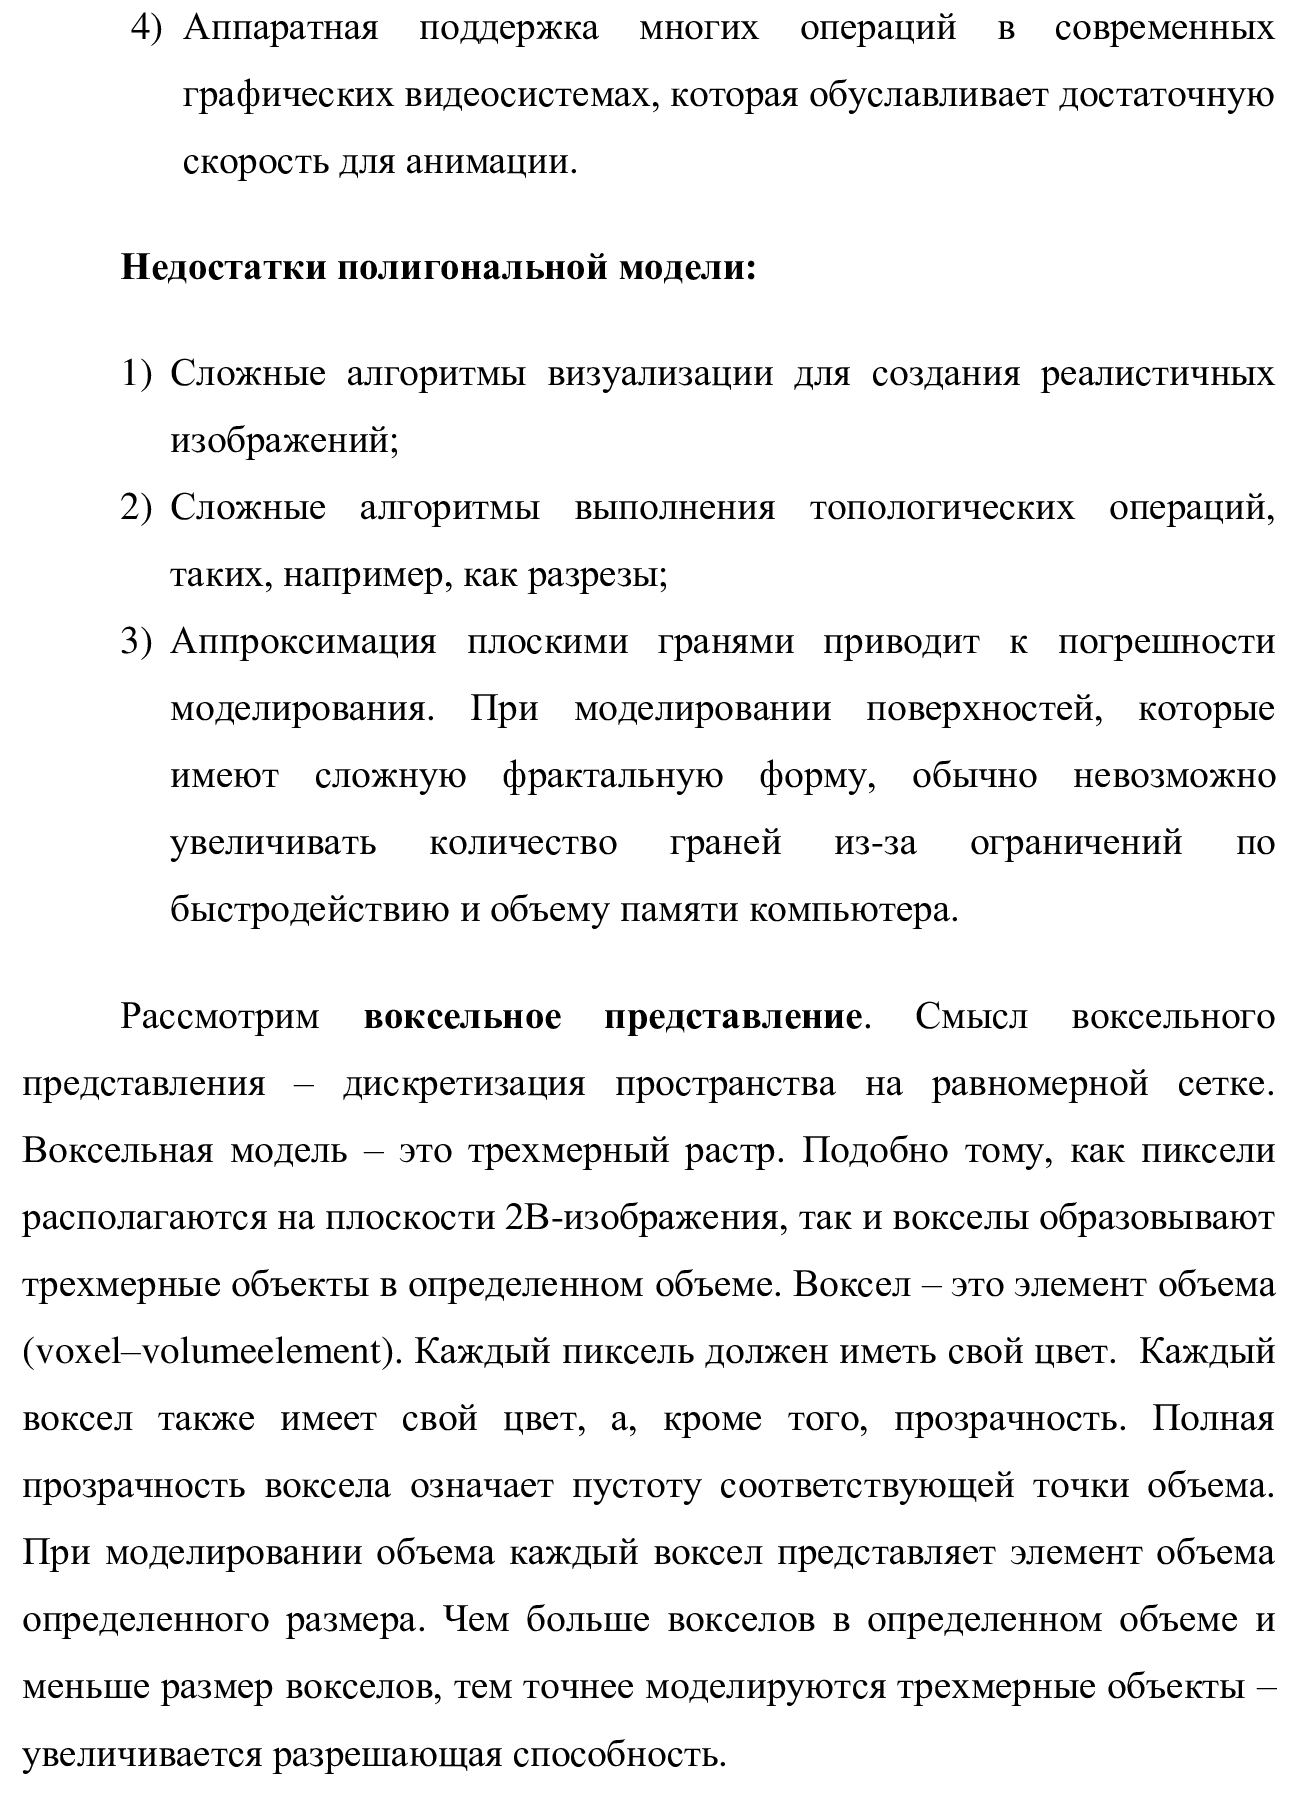 4) Аппаратная поддержка многих операций в современных
графических видеосистемах, которая обуславливает достаточную
скорость для анимации.
Недостатки полигональной модели:
1) Сложные алгоритмы визуализации для создания реалистичных
изображений;
2) Сложные алгоритмы выполнения топологических операций,
таких, например, как разрезы;
3) Аппроксимация плоскими гранями приводит к погрешности
моделирования. При моделировании поверхностей, которые
имеют сложную фрактальную форму, обычно невозможно
увеличивать количество граней из-за ограничений по
быстродействию и объему памяти компьютера.
Рассмотрим воксельное представление. Смысл воксельного
представления – дискретизация пространства на равномерной сетке.
Воксельная модель – это трехмерный растр. Подобно тому, как пиксели
располагаются на плоскости 2В-изображения, так и вокселы образовывают
трехмерные объекты в определенном объеме. Воксел – это элемент объема
(voxel–volumeelement). Каждый пиксель должен иметь свой цвет.  Каждый
воксел также имеет свой цвет, а, кроме того, прозрачность. Полная
прозрачность воксела означает пустоту соответствующей точки объема.
При моделировании объема каждый воксел представляет элемент объема
определенного размера. Чем больше вокселов в определенном объеме и
меньше размер вокселов, тем точнее моделируются трехмерные объекты –
увеличивается разрешающая способность.